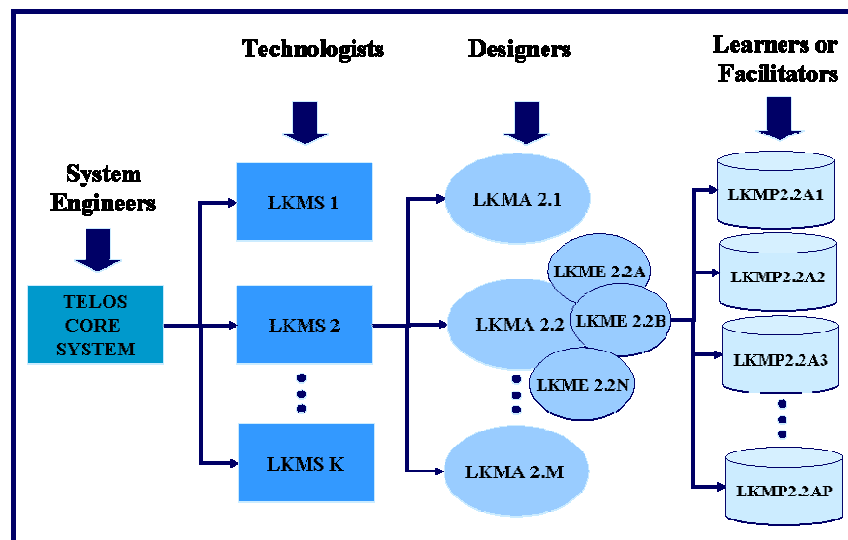 System
Engineers
TELOS
CORE
SYSTEM
Technologists
LKMS 1
LKMS 2
LKMS K
Designers
LKMA 2.1
LKMA 2.2
LKME 2.2A
LKME 2.2B
LKME 2.2N
LKMA 2.M
Learners or
Facilitators
LKMP2.2A1
LKMP2.2A2
LKMP2.2A3
LKMP2.2AP